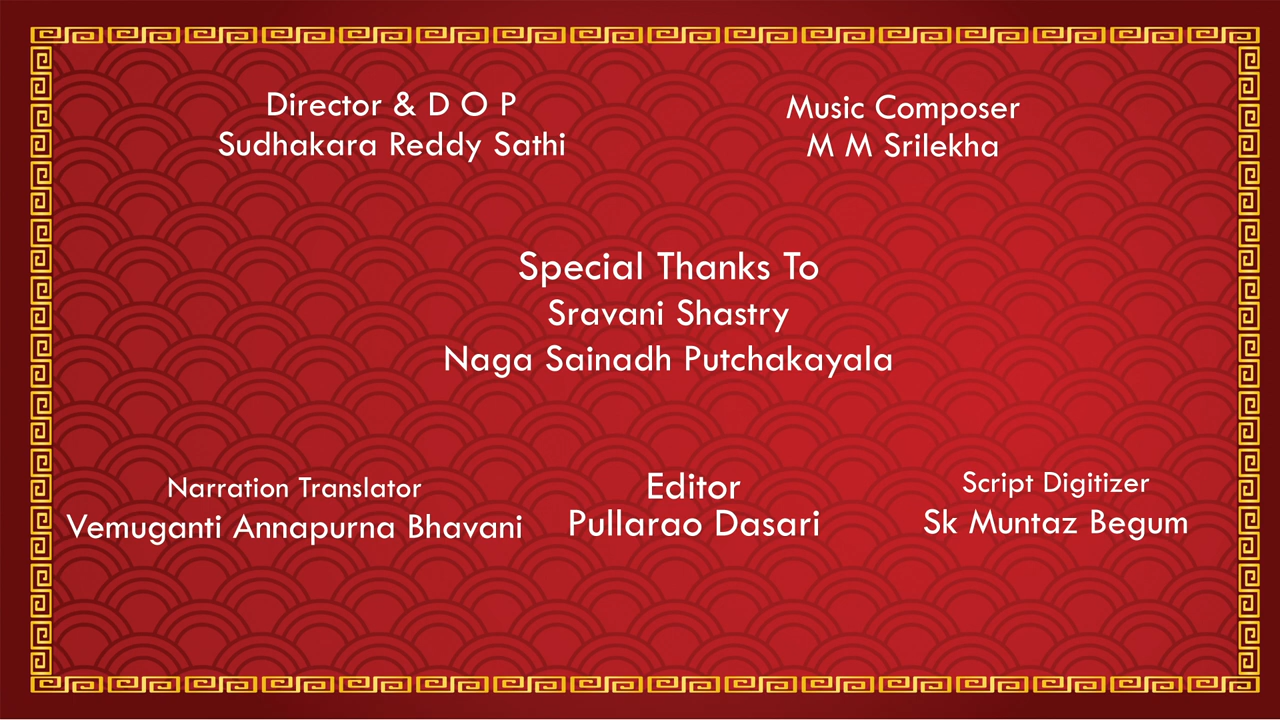 Director & D O P
Sudhakara Reddy Sathi
Music Composer
M M Srilekha
Special Thanks To
Sravani Shastry
Naga Sainadh Putchakayala
Narration Translator
Vemuganti Annapurna Bhavani
Editor
Pullarao Dasari
Script Digitizer
Sk Muntaz Begum